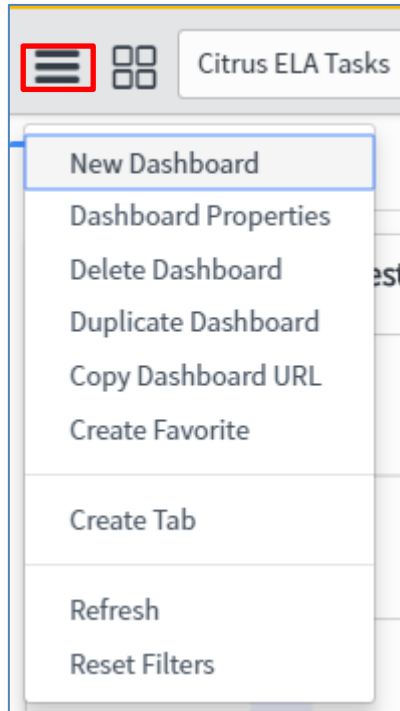 Citrus ELA Tasks
New Dashboard
Dashboard Properties
Delete Dashboard
Duplicate Dashboard
Copy Dashboard URL
Create Favorite
Create Tab
Refresh
Reset Filters